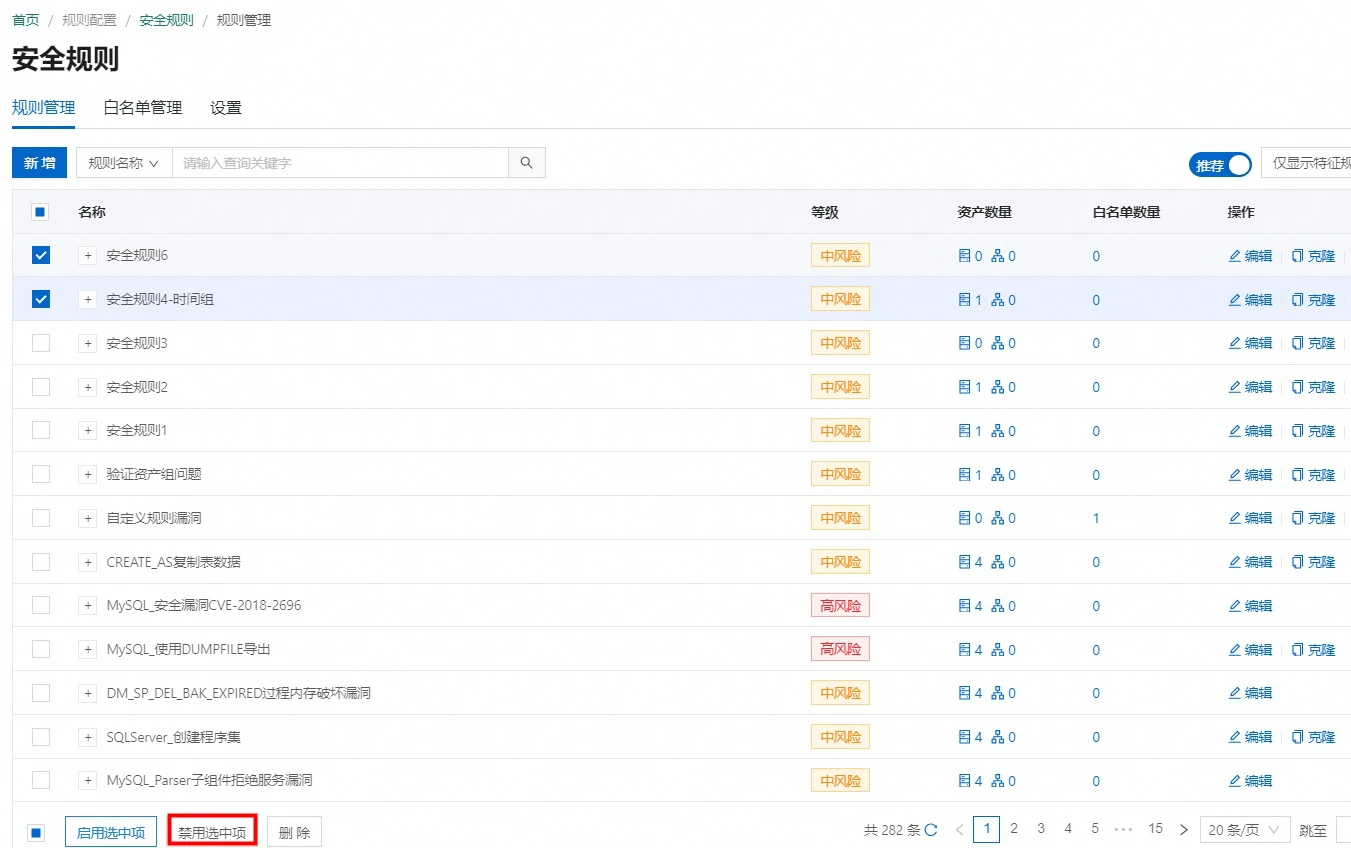 首页 / 规则配置 / 安全规则 / 规则管理
安全规则
规则管理 白名单管理 设置
新 增 规则名称 请输入查询关键字 推荐 仅显示特征规
名称 等级 资产数量 白名单数量 操作
+ 安全规则6 中风险 0 0 0 编辑 克隆
+ 安全规则4-时间组 中风险 1 0 0 编辑 克隆
+ 安全规则3 中风险 0 0 0 编辑 克隆
+ 安全规则2 中风险 1 0 0 编辑 克隆
+ 安全规则1 中风险 1 0 0 编辑 克隆
+ 验证资产组问题 中风险 1 0 0 编辑 克隆
+ 自定义规则漏洞 中风险 0 0 1 编辑 克隆
+ CREATE_AS复制表数据 中风险 4 0 0 编辑 克隆
+ MySQL_安全漏洞CVE-2018-2696 高风险 4 0 0 编辑
+ MySQL_使用DUMPFILE导出 高风险 4 0 0 编辑 克隆
+ DM_SP_DEL_BAK_EXPIRED过程内存破坏漏洞 中风险 4 0 0 编辑
+ SQLServer_创建程序集 中风险 4 0 0 编辑 克隆
+ MySQL_Parser子组件拒绝服务漏洞 中风险 4 0 0 编辑
启用选中项 禁用选中项 删 除 共 282 条 < 1 2 3 4 5 ••• 15 > 20 条/页 跳至